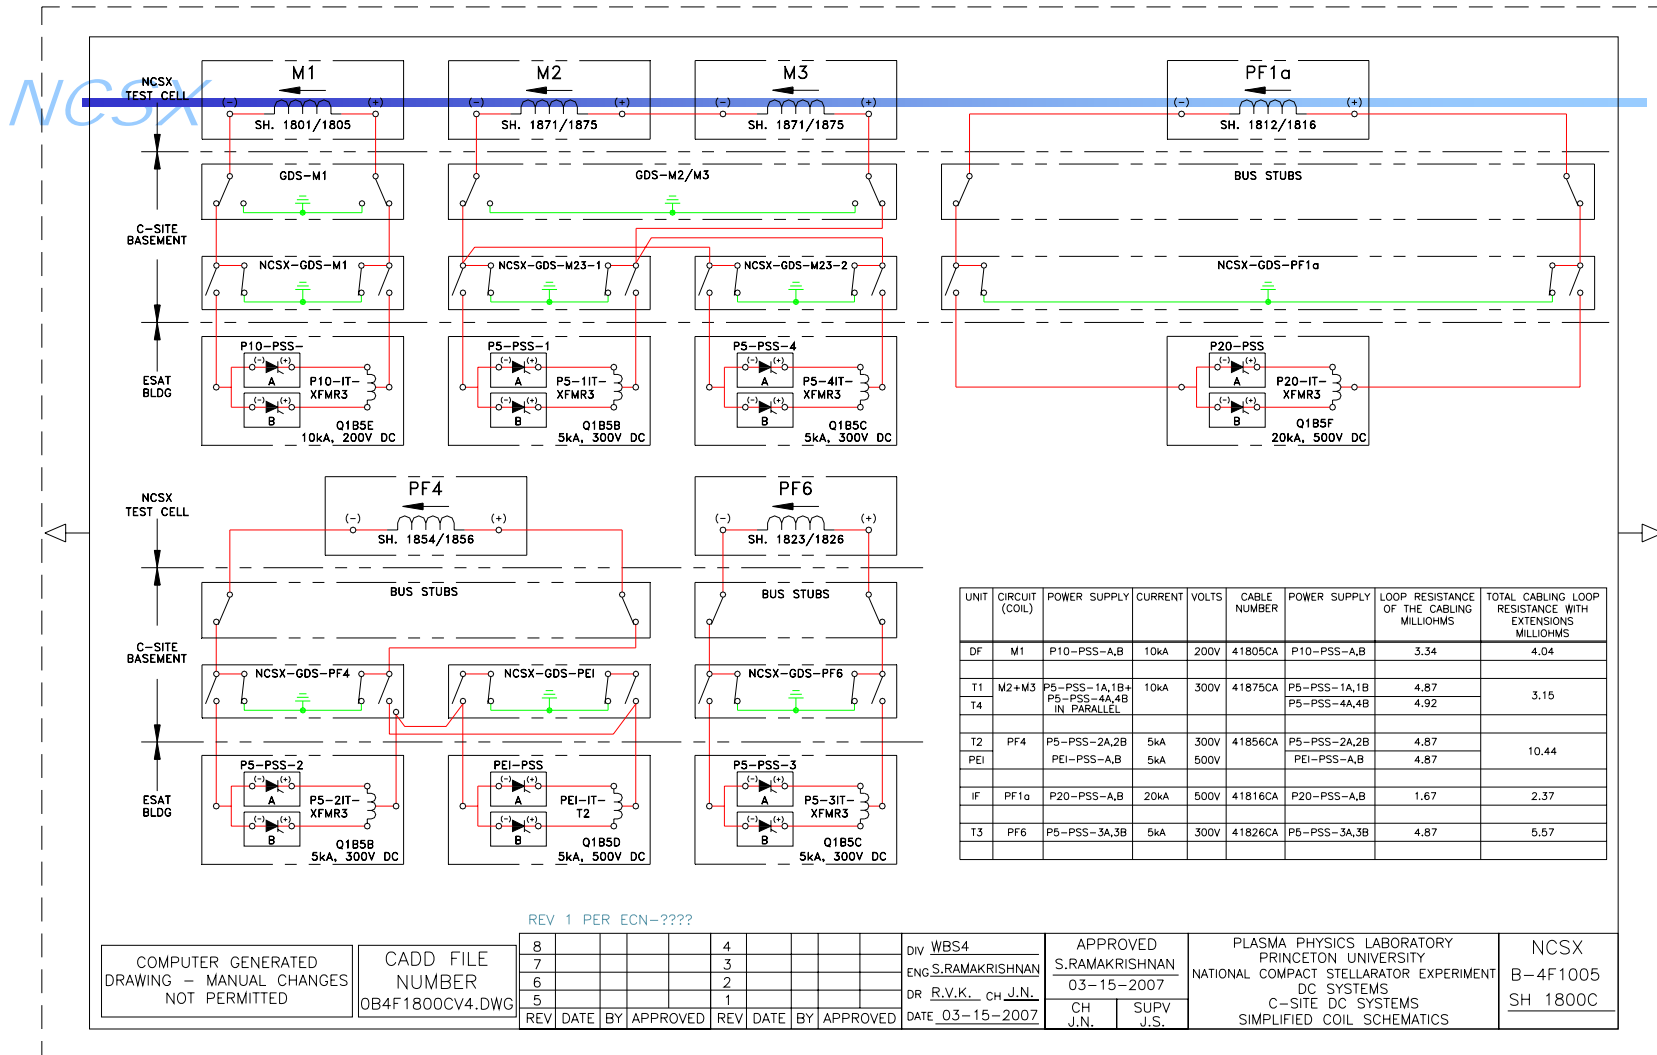 NCSX
NCSX
TEST CELL
M1
(-) (+)
SH. 1801/1805
M2
(-) (+)
SH. 1871/1875
M3
(-) (+)
SH. 1871/1875
PF1a
(-) (+)
SH. 1812/1816
C-SITE
BASEMENT
GDS-M1
GDS-M2/M3
BUS STUBS
NCSX-GDS-M1
NCSX-GDS-M23-1
NCSX-GDS-M23-2
NCSX-GDS-PF1a
ESAT
BLDG
P10-PSS-
(-) (+)
A
P10-IT-
XFMR3
(-) (+)
B
Q1B5E
10kA, 200V DC
P5-PSS-1
(-) (+)
A
P5-1IT-
XFMR3
(-) (+)
B
Q1B5B
5kA, 300V DC
P5-PSS-4
(-) (+)
A
P5-4IT-
XFMR3
(-) (+)
B
Q1B5C
5kA, 300V DC
P20-PSS
(-) (+)
A
P20-IT-
XFMR3
(-) (+)
B
Q1B5F
20kA, 500V DC
NCSX
TEST CELL
PF4
(-) (+)
SH. 1854/1856
PF6
(-) (+)
SH. 1823/1826
C-SITE
BASEMENT
BUS STUBS
BUS STUBS
NCSX-GDS-PF4
NCSX-GDS-PEI
NCSX-GDS-PF6
ESAT
BLDG
P5-PSS-2
(-) (+)
A
P5-2IT-
XFMR3
(-) (+)
B
Q1B5B
5kA, 300V DC
PEI-PSS
(-) (+)
A
PEI-IT-
T2
(-) (+)
B
Q1B5D
5kA, 500V DC
P5-PSS-3
(-) (+)
A
P5-3IT-
XFMR3
(-) (+)
B
Q1B5C
5kA, 300V DC
UNIT CIRCUIT (COIL) POWER SUPPLY CURRENT VOLTS CABLE NUMBER POWER SUPPLY LOOP RESISTANCE OF THE CABLING MILLIOHMS TOTAL CABLING LOOP RESISTANCE WITH EXTENSIONS MILLIOHMS
DF M1 P10-PSS-A,B 10kA 200V 41805CA P10-PSS-A,B 3.34 4.04
T1 M2+M3 P5-PSS-1A,1B+ 10kA 300V 41875CA P5-PSS-1A,1B 4.87 3.15
T4 P5-PSS-4A,4B P5-PSS-4A,4B 4.92
IN PARALLEL
T2 PF4 P5-PSS-2A,2B 5kA 300V 41856CA P5-PSS-2A,2B 4.87 10.44
PEI PEI-PSS-A,B 5kA 500V PEI-PSS-A,B 4.87
IF PF1a P20-PSS-A,B 20kA 500V 41816CA P20-PSS-A,B 1.67 2.37
T3 PF6 P5-PSS-3A,3B 5kA 300V 41826CA P5-PSS-3A,3B 4.87 5.57
REV 1 PER ECN-????
COMPUTER GENERATED
DRAWING - MANUAL CHANGES
NOT PERMITTED
CADD FILE
NUMBER
0B4F1800CV4.DWG
8 4
7 3
6 2
5 1
REV DATE BY APPROVED REV DATE BY APPROVED
DIV WBS4
ENG S.RAMAKRISHNAN
DR R.V.K. CH J.N.
DATE 03-15-2007
APPROVED
S.RAMAKRISHNAN
03-15-2007
CH SUPV
J.N. J.S.
PLASMA PHYSICS LABORATORY
PRINCETON UNIVERSITY
NATIONAL COMPACT STELLARATOR EXPERIMENT
DC SYSTEMS
C-SITE DC SYSTEMS
SIMPLIFIED COIL SCHEMATICS
NCSX
B-4F1005
SH 1800C